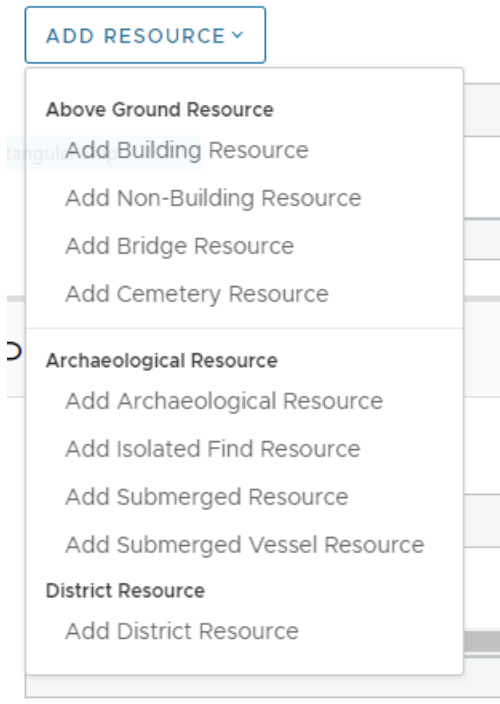 ADD RESOURCE
Above Ground Resource
Add Building Resource
Add Non-Building Resource
Add Bridge Resource
Add Cemetery Resource
Archaeological Resource
Add Archaeological Resource
Add Isolated Find Resource
Add Submerged Resource
Add Submerged Vessel Resource
District Resource
Add District Resource